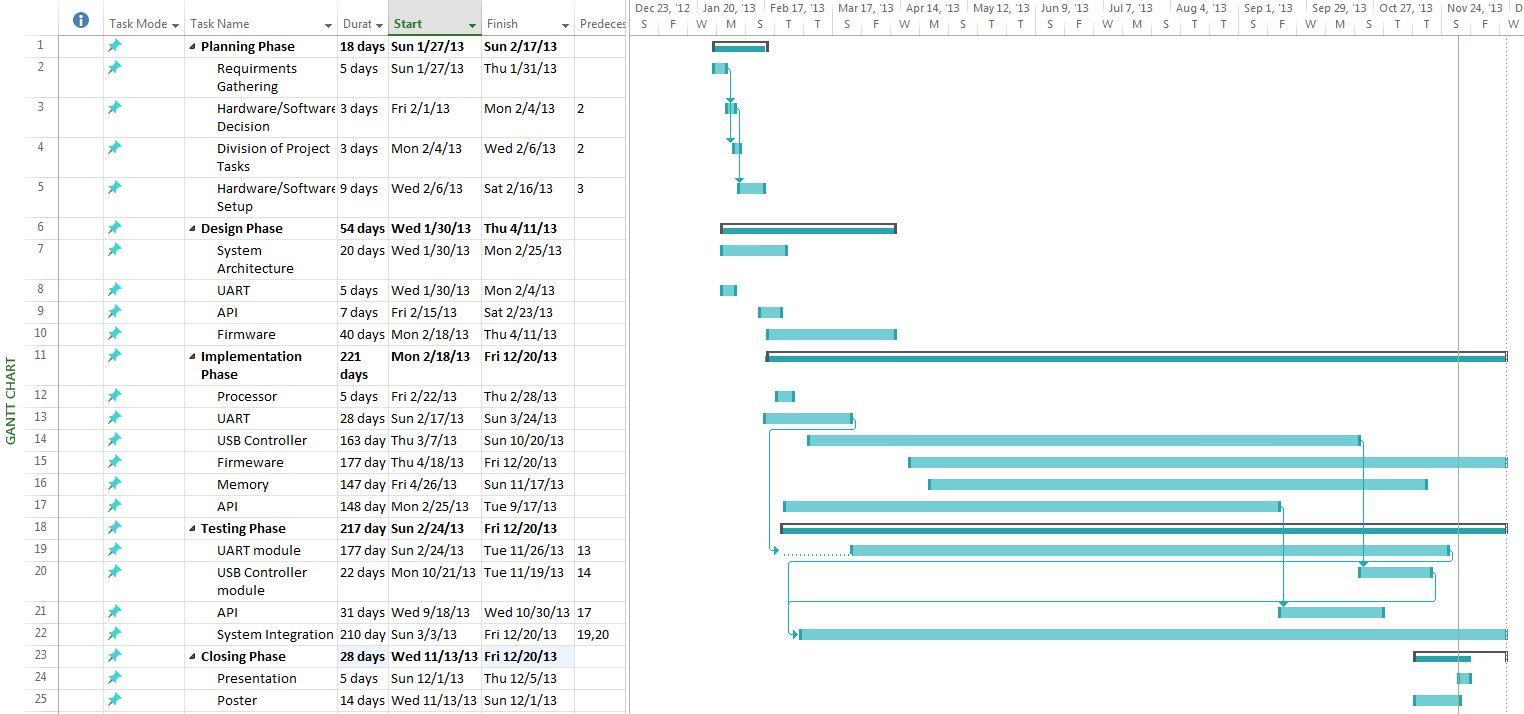 Dec 23, '12 Jan 20, '13 Feb 17, '13 Mar 17, '13 Apr 14, '13 May 12, '13 Jun 9, '13 Jul 7, '13 Aug 4, '13 Sep 1, '13 Sep 29, '13 Oct 27, '13 Nov 24, '13 D
Task Mode Task Name Durat Start Finish Predeces
S F W M S T T S M W F S T T S M W F S T T S M W F S W
1 Planning Phase 18 days Sun 1/27/13 Sun 2/17/13
2 Requirments Gathering 5 days Sun 1/27/13 Thu 1/31/13
3 Hardware/Software Decision 3 days Fri 2/1/13 Mon 2/4/13 2
4 Division of Project Tasks 3 days Mon 2/4/13 Wed 2/6/13 2
5 Hardware/Software Setup 9 days Wed 2/6/13 Sat 2/16/13 3
6 Design Phase 54 days Wed 1/30/13 Thu 4/11/13
7 System Architecture 20 days Wed 1/30/13 Mon 2/25/13
8 UART 5 days Wed 1/30/13 Mon 2/4/13
9 API 7 days Fri 2/15/13 Sat 2/23/13
10 Firmware 40 days Mon 2/18/13 Thu 4/11/13
11 Implementation Phase 221 days Mon 2/18/13 Fri 12/20/13
12 Processor 5 days Fri 2/22/13 Thu 2/28/13
13 UART 28 days Sun 2/17/13 Sun 3/24/13
14 USB Controller 163 day Thu 3/7/13 Sun 10/20/13
15 Firmeware 177 day Thu 4/18/13 Fri 12/20/13
16 Memory 147 day Fri 4/26/13 Sun 11/17/13
17 API 148 day Mon 2/25/13 Tue 9/17/13
18 Testing Phase 217 day Sun 2/24/13 Fri 12/20/13
19 UART module 177 day Sun 2/24/13 Tue 11/26/13 13
20 USB Controller module 22 days Mon 10/21/13 Tue 11/19/13 14
21 API 31 days Wed 9/18/13 Wed 10/30/13 17
22 System Integration 210 day Sun 3/3/13 Fri 12/20/13 19,20
23 Closing Phase 28 days Wed 11/13/13 Fri 12/20/13
24 Presentation 5 days Sun 12/1/13 Thu 12/5/13
25 Poster 14 days Wed 11/13/13 Sun 12/1/13
GANTT CHART